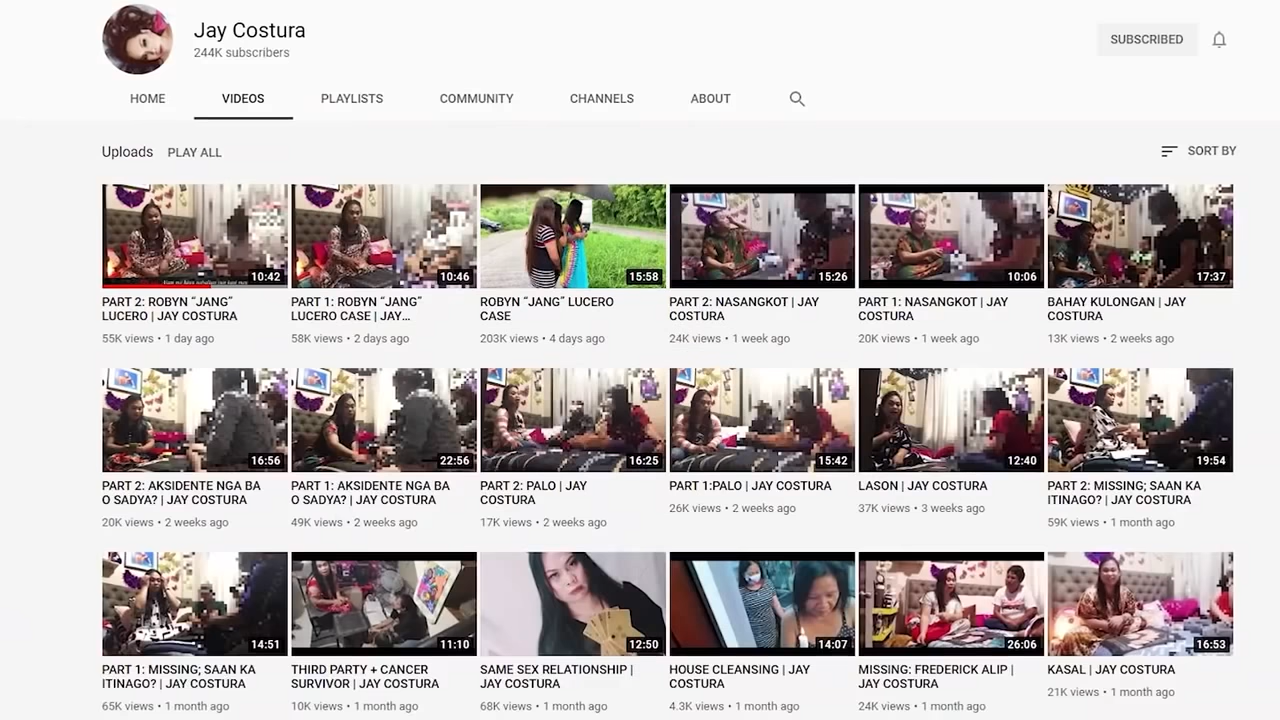 Jay Costura
244K subscribers
SUBSCRIBED
HOME VIDEOS PLAYLISTS COMMUNITY CHANNELS ABOUT
Uploads PLAY ALL SORT BY
10:42
PART 2: ROBYN “JANG”
LUCERO | JAY COSTURA
55K views • 1 day ago
10:46
PART 1: ROBYN “JANG”
LUCERO CASE | JAY...
58K views • 2 days ago
15:58
ROBYN “JANG” LUCERO
CASE
203K views • 4 days ago
15:26
PART 2: NASANGKOT | JAY
COSTURA
24K views • 1 week ago
10:06
PART 1: NASANGKOT | JAY
COSTURA
20K views • 1 week ago
17:37
BAHAY KULONGAN | JAY
COSTURA
13K views • 2 weeks ago
16:56
PART 2: AKSIDENTE NGA BA
O SADYA? | JAY COSTURA
20K views • 2 weeks ago
22:56
PART 1: AKSIDENTE NGA BA
O SADYA? | JAY COSTURA
49K views • 2 weeks ago
16:25
PART 2: PALO | JAY
COSTURA
17K views • 2 weeks ago
15:42
PART 1:PALO | JAY COSTURA
26K views • 2 weeks ago
12:40
LASON | JAY COSTURA
37K views • 3 weeks ago
19:54
PART 2: MISSING; SAAN KA
ITINAGO? | JAY COSTURA
59K views • 1 month ago
14:51
PART 1: MISSING; SAAN KA
ITINAGO? | JAY COSTURA
65K views • 1 month ago
11:10
THIRD PARTY + CANCER
SURVIVOR | JAY COSTURA
10K views • 1 month ago
12:50
SAME SEX RELATIONSHIP |
JAY COSTURA
68K views • 1 month ago
14:07
HOUSE CLEANSING | JAY
COSTURA
4.3K views • 1 month ago
26:06
MISSING: FREDERICK ALIP |
JAY COSTURA
24K views • 1 month ago
16:53
KASAL | JAY COSTURA
21K views • 1 month ago